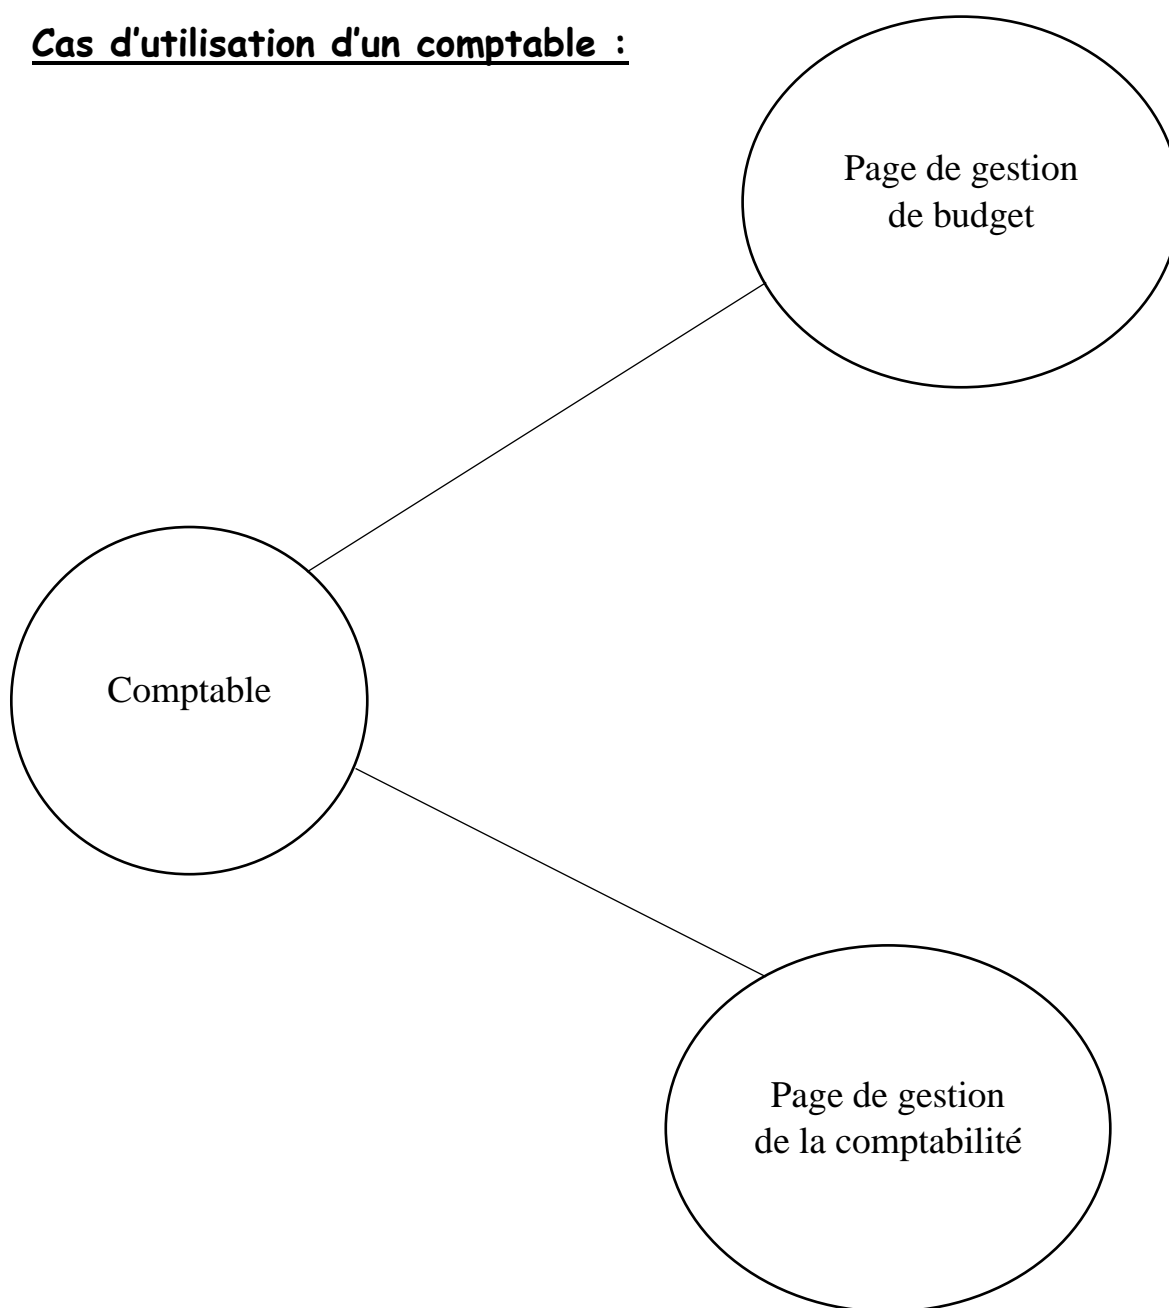 Cas d'utilisation d'un comptable :
Page de gestion
de budget
Comptable
Page de gestion
de la comptabilité